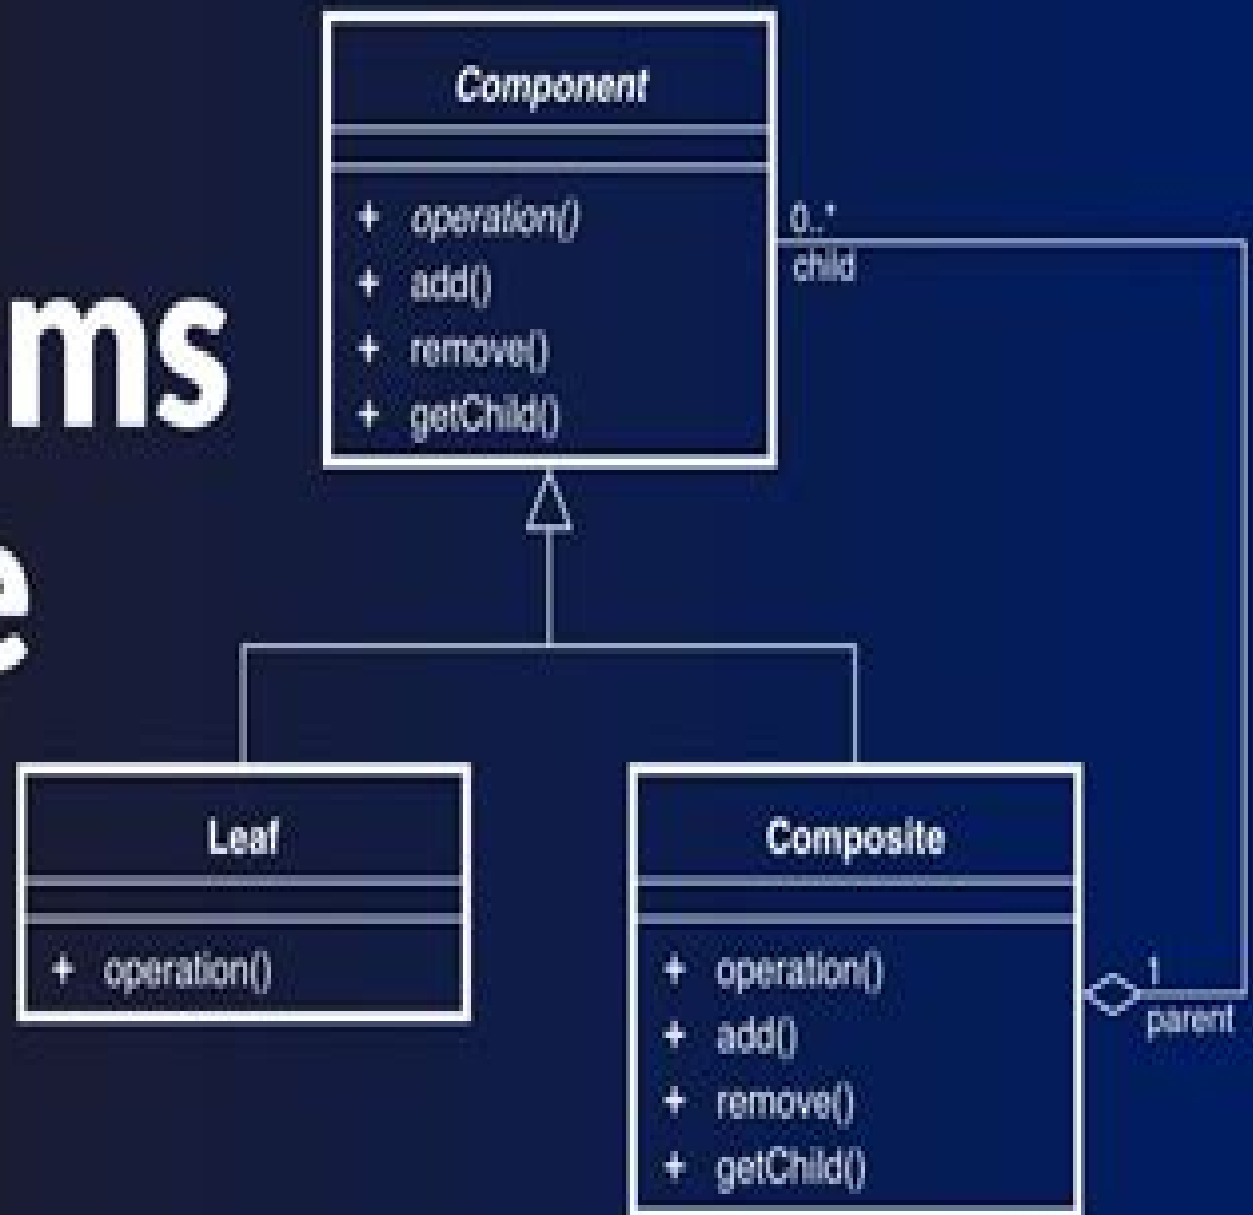 Component
+ operation()
+ add()
+ remove()
+ getChild()
0..*
child
ms
e
Leaf
+ operation()
Composite
+ operation()
+ add()
+ remove()
+ getChild()
1
parent